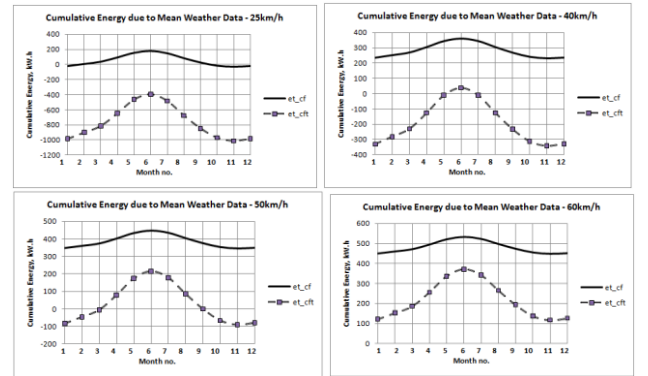 Cumulative Energy due to Mean Weather Data - 25km/h
Cumulative Energy, kW.h
400
200
0
-200
-400
-600
-800
-1000
-1200
1 2 3 4 5 6 7 8 9 10 11 12
Month no.
et_cf
et_cft
Cumulative Energy due to Mean Weather Data - 40km/h
Cumulative Energy, kW.h
400
300
200
100
0
-100
-200
-300
-400
1 2 3 4 5 6 7 8 9 10 11 12
Month no.
et_cf
et_cft
Cumulative Energy due to Mean Weather Data - 50km/h
Cumulative Energy, kW.h
500
400
300
200
100
0
-100
-200
1 2 3 4 5 6 7 8 9 10 11 12
Month no.
et_cf
et_cft
Cumulative Energy due to Mean Weather Data - 60km/h
Cumulative Energy, kW.h
600
500
400
300
200
100
0
1 2 3 4 5 6 7 8 9 10 11 12
Month no.
et_cf
et_cft